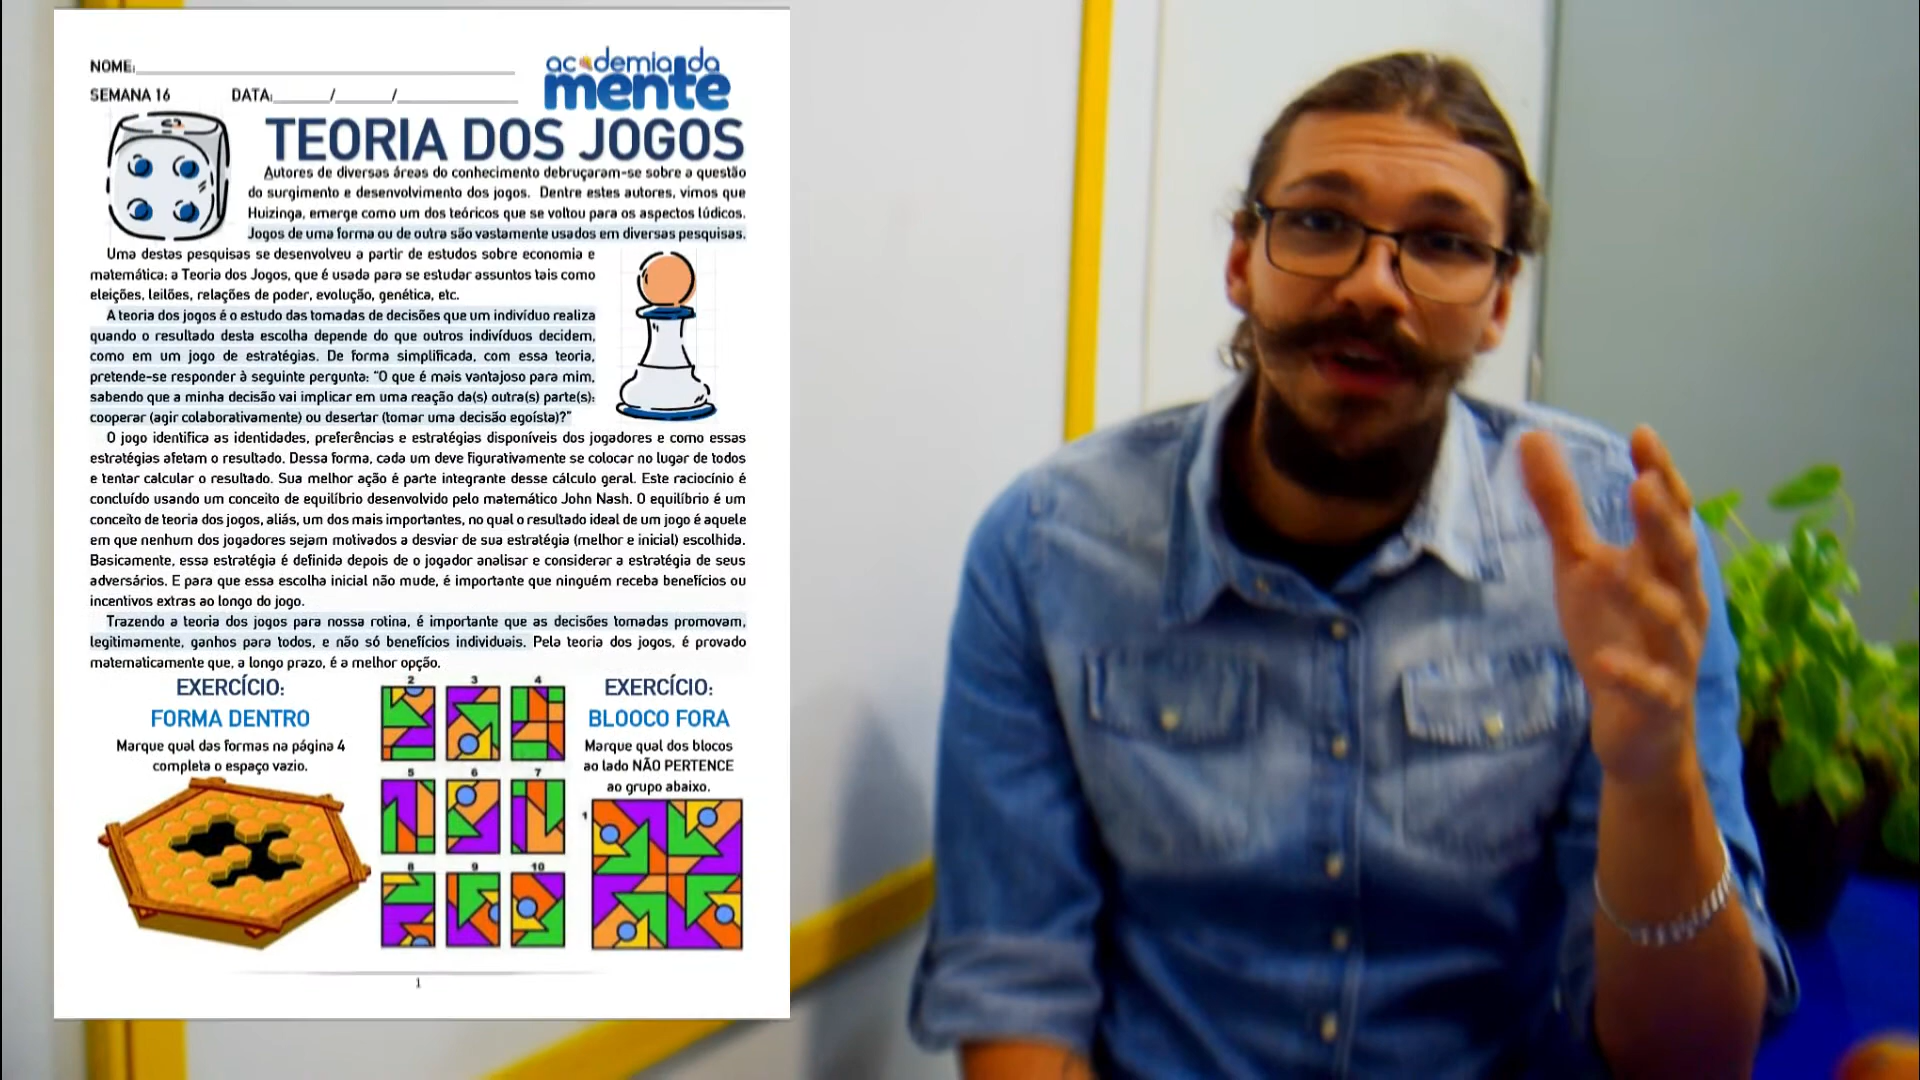 NOME:
academia da
mente
SEMANA 16 DATA: / /
TEORIA DOS JOGOS
Autores de diversas áreas do conhecimento debruçaram-se sobre a questão
do surgimento e desenvolvimento dos jogos. Dentre estes autores, vimos que
Huizinga, emerge como um dos teóricos que se voltou para os aspectos lúdicos.
Jogos de uma forma ou de outra são vastamente usados em diversas pesquisas.
Uma destas pesquisas se desenvolveu a partir de estudos sobre economia e
matemática: a Teoria dos Jogos, que é usada para se estudar assuntos tais como
eleições, leilões, relações de poder, evolução, genética, etc.
A teoria dos jogos é o estudo das tomadas de decisões que um indivíduo realiza
quando o resultado desta escolha depende do que outros indivíduos decidem,
como em um jogo de estratégias. De forma simplificada, com essa teoria,
pretende-se responder à seguinte pergunta: "O que é mais vantajoso para mim,
sabendo que a minha decisão vai implicar em uma reação da(s) outra(s) parte(s):
cooperar (agir colaborativamente) ou desertar (tomar uma decisão egoísta)?"
O jogo identifica as identidades, preferências e estratégias disponíveis dos jogadores e como essas
estratégias afetam o resultado. Dessa forma, cada um deve figurativamente se colocar no lugar de todos
e tentar calcular o resultado. Sua melhor ação é parte integrante desse cálculo geral. Este raciocínio é
concluído usando um conceito de equilíbrio desenvolvido pelo matemático John Nash. O equilíbrio é um
conceito de teoria dos jogos, aliás, um dos mais importantes, no qual o resultado ideal de um jogo é aquele
em que nenhum dos jogadores sejam motivados a desviar de sua estratégia (melhor e inicial) escolhida.
Basicamente, essa estratégia é definida depois de o jogador analisar e considerar a estratégia de seus
adversários. E para que essa escolha inicial não mude, é importante que ninguém receba benefícios ou
incentivos extras ao longo do jogo.
Trazendo a teoria dos jogos para nossa rotina, é importante que as decisões tomadas promovam,
legitimamente, ganhos para todos, e não só benefícios individuais. Pela teoria dos jogos, é provado
matematicamente que, a longo prazo, é a melhor opção.
EXERCÍCIO:
FORMA DENTRO
Marque qual das formas na página 4
completa o espaço vazio.
2 3 4
5 6 7
8 9 10
EXERCÍCIO:
BLOOCO FORA
Marque qual dos blocos
ao lado NÃO PERTENCE
ao grupo abaixo.
1
1